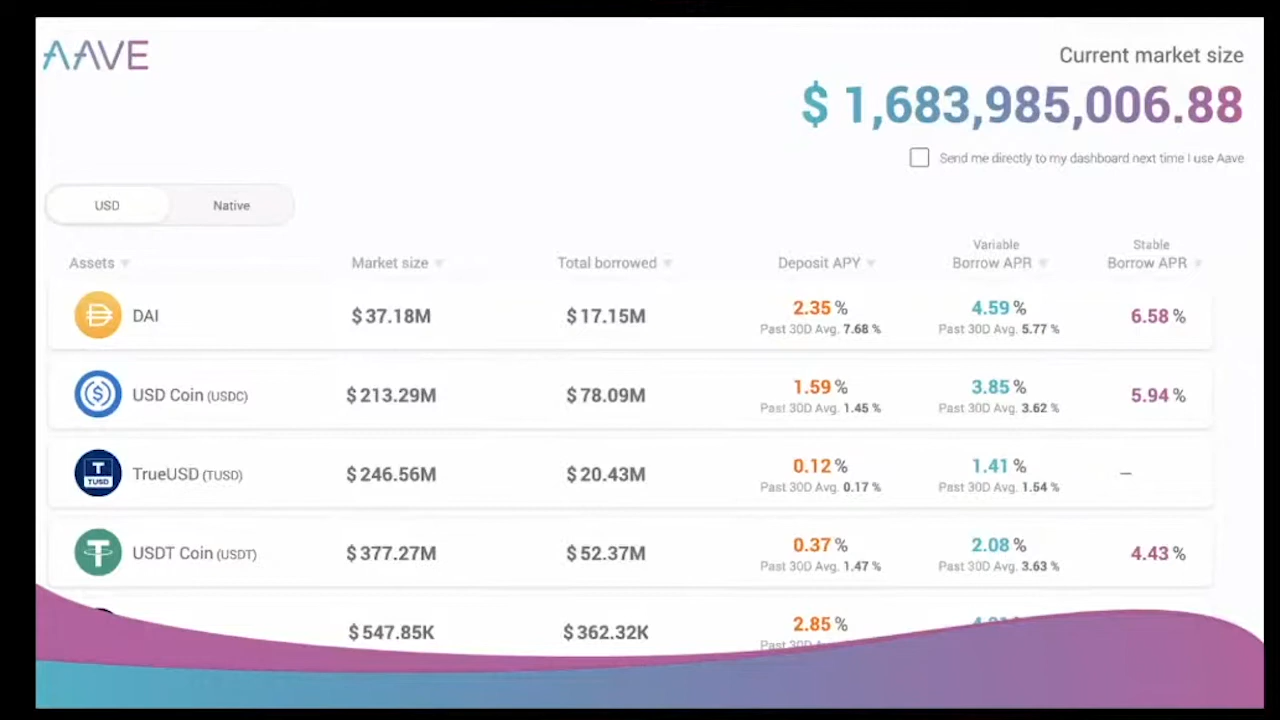 AAVE
Current market size
$ 1,683,985,006.88
Send me directly to my dashboard next time I use Aave
USD Native
Variable Stable
Assets Market size Total borrowed Deposit APY Borrow APR Borrow APR
DAI $ 37.18M $ 17.15M 2.35 % 4.59 % 6.58 %
Past 30D Avg. 7.68 % Past 30D Avg. 5.77 %
USD Coin (USDC) $ 213.29M $ 78.09M 1.59 % 3.85 % 5.94 %
Past 30D Avg. 1.45 % Past 30D Avg. 3.62 %
T
TUSD
TrueUSD (TUSD) $ 246.56M $ 20.43M 0.12 % 1.41 % –
Past 30D Avg. 0.17 % Past 30D Avg. 1.54 %
USDT Coin (USDT) $ 377.27M $ 52.37M 0.37 % 2.08 % 4.43 %
Past 30D Avg. 1.47 % Past 30D Avg. 3.63 %
$ 547.85K $ 362.32K 2.85 %
Past 30D